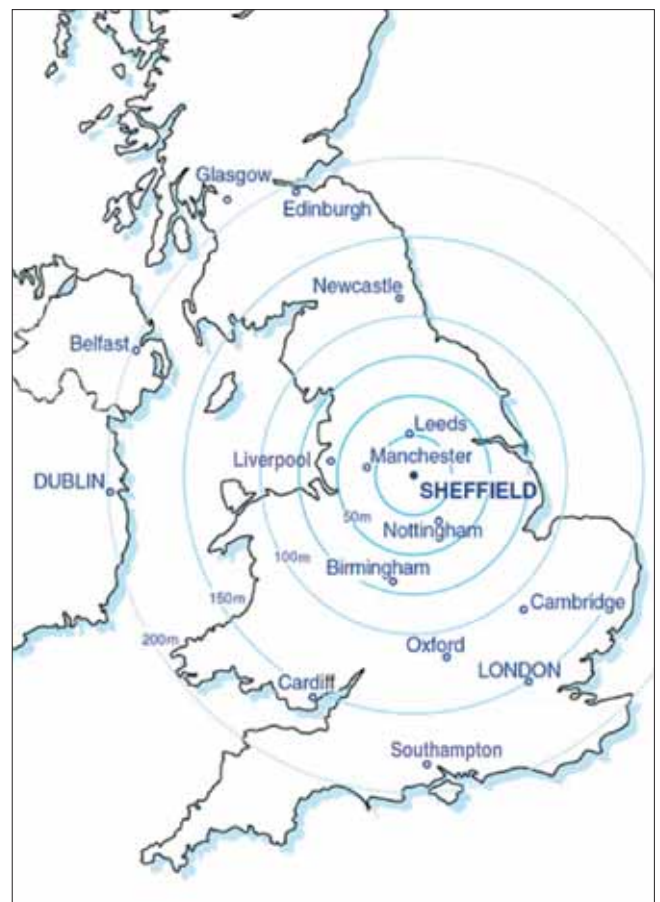 Glasgow
Edinburgh
Newcastle
Belfast
Leeds
Liverpool
Manchester
DUBLIN
SHEFFIELD
50m
Nottingham
100m
Birmingham
150m
Cambridge
200m
Oxford
LONDON
Cardiff
Southampton